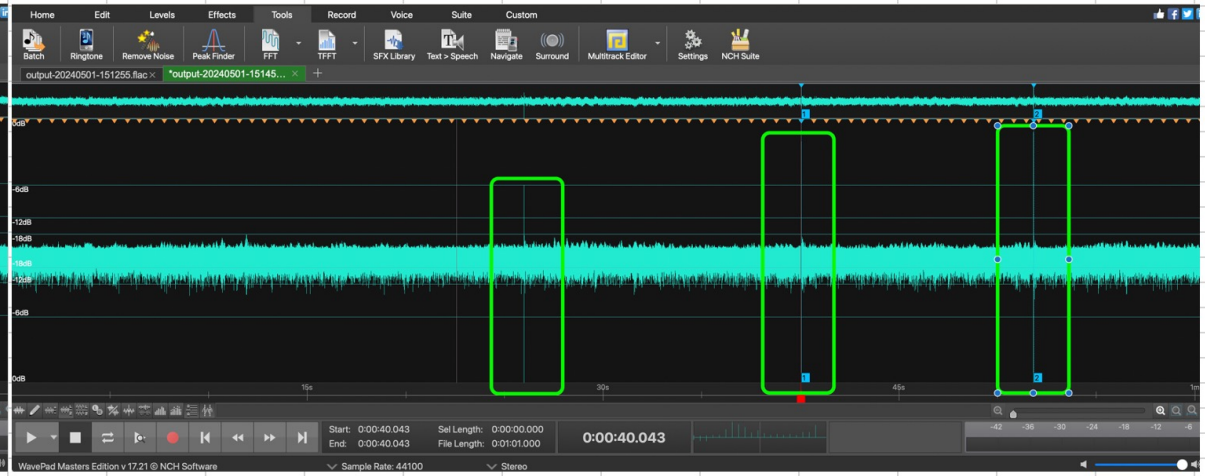 Home Edit Levels Effects Tools Record Voice Suite Custom
Batch Ringtone Remove Noise Peak Finder FFT TFFT SFX Library Text > Speech Navigate Surround Multitrack Editor Settings NCH Suite
output-20240501-151255.flac × *output-20240501-15145... × +
1 2
0dB
-6dB
-12dB
-18dB
-18dB
-12dB
-6dB
0dB
1 2
15s 30s 45s 1m
Start: 0:00:40.043 Sel Length: 0:00:00.000
End: 0:00:40.043 File Length: 0:01:01.000
0:00:40.043
-42 -36 -30 -24 -18 -12 -6
WavePad Masters Edition v 17.21 © NCH Software Sample Rate: 44100 Stereo